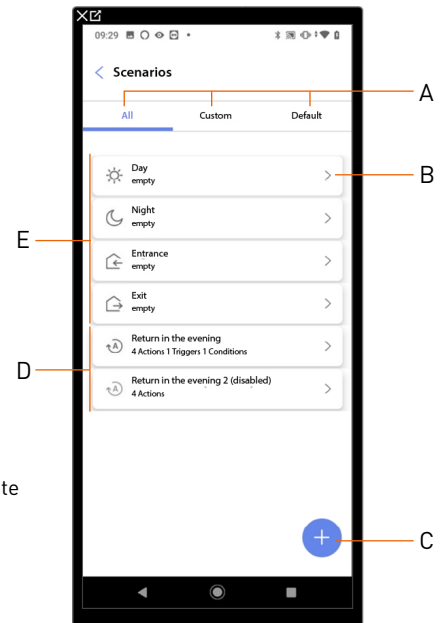 09:29
Scenarios
A
All Custom Default
Day
empty
B
Night
empty
E
Entrance
empty
Exit
empty
Return in the evening
4 Actions 1 Triggers 1 Conditions
D
Return in the evening 2 (disabled)
4 Actions
te
C